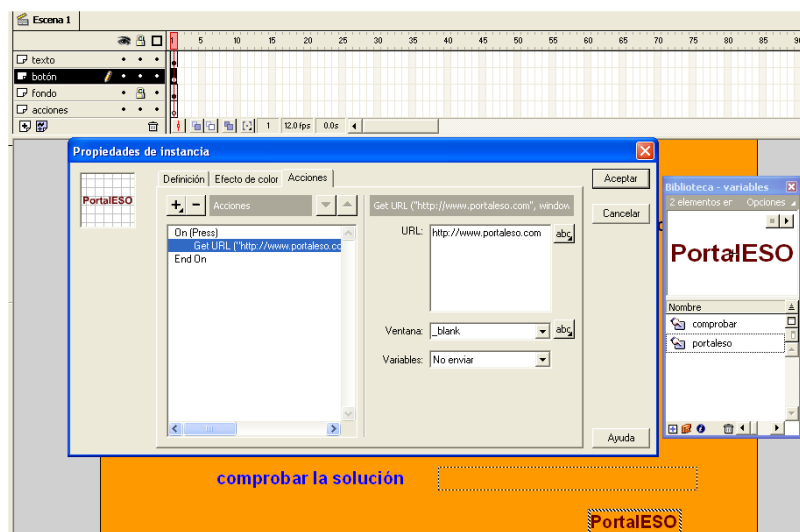 Escena 1
1 5 10 15 20 25 30 35 40 45 50 55 60 65 70 75 80 85
texto
botón
fondo
acciones
1 12.0 fps 0.0s
Propiedades de instancia
PortalESO
Definición Efecto de color Acciones
Acciones
On (Press)
Get URL ("http://www.portaleso.co
End On
Get URL ("http://www.portaleso.com", window
URL: http://www.portaleso.com abc
Ventana: _blank abc
Variables: No enviar
Aceptar
Cancelar
Ayuda
Biblioteca - variables
2 elementos er Opciones
PortalESO
Nombre
comprobar
portaleso
comprobar la solución
PortalESO